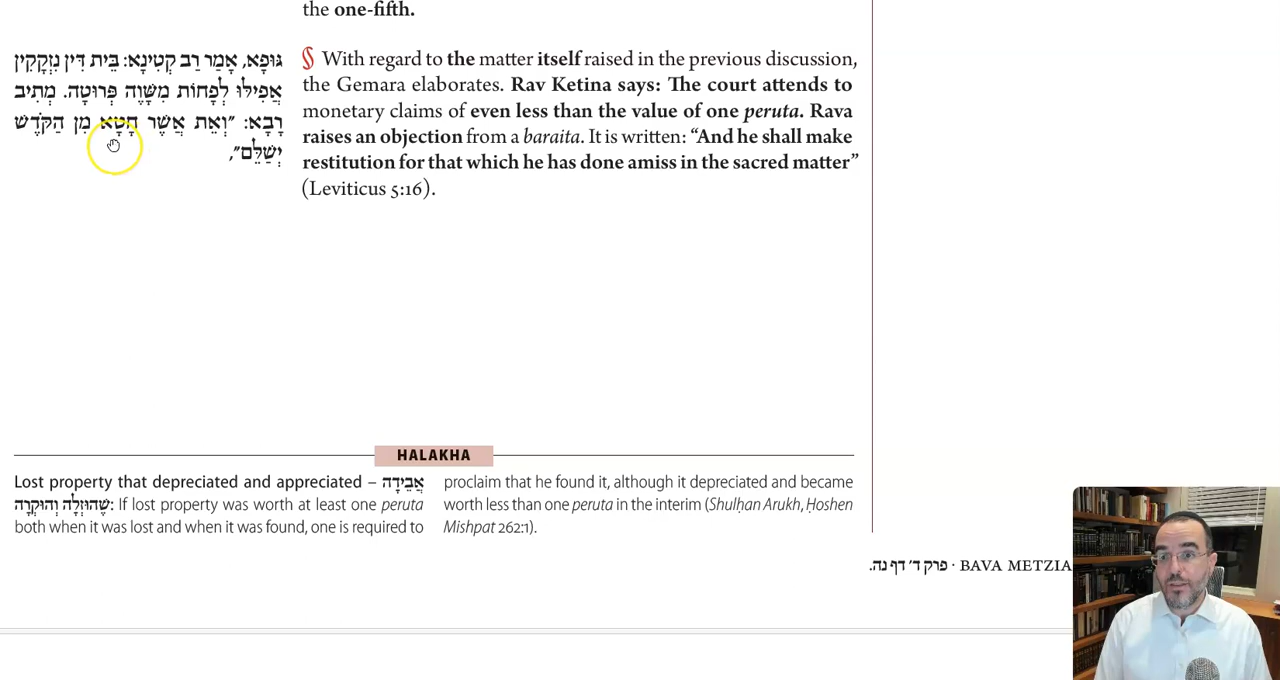 the one-fifth.
גּוּפָא, אָמַר רַב קְטִינָא: בֵּית דִּין נִזְקָקִין
אֲפִילּוּ לְפָחוֹת מִשָּׁוֶה פְּרוּטָה. מְתִיב
רָבָא: ״וְאֵת אֲשֶׁר חָטָא מִן הַקֹּדֶשׁ
יְשַׁלֵּם״,
§ With regard to the matter itself raised in the previous discussion,
the Gemara elaborates. Rav Ketina says: The court attends to
monetary claims of even less than the value of one peruta. Rava
raises an objection from a baraita. It is written: “And he shall make
restitution for that which he has done amiss in the sacred matter”
(Leviticus 5:16).
HALAKHA
Lost property that depreciated and appreciated – אֲבֵידָה
שֶׁהוּזְלָה וְהוּקְרָה: If lost property was worth at least one peruta
both when it was lost and when it was found, one is required to
proclaim that he found it, although it depreciated and became
worth less than one peruta in the interim (Shulḥan Arukh, Ḥoshen
Mishpat 262:1).
BAVA METZIA · פרק ד׳ דף נה.